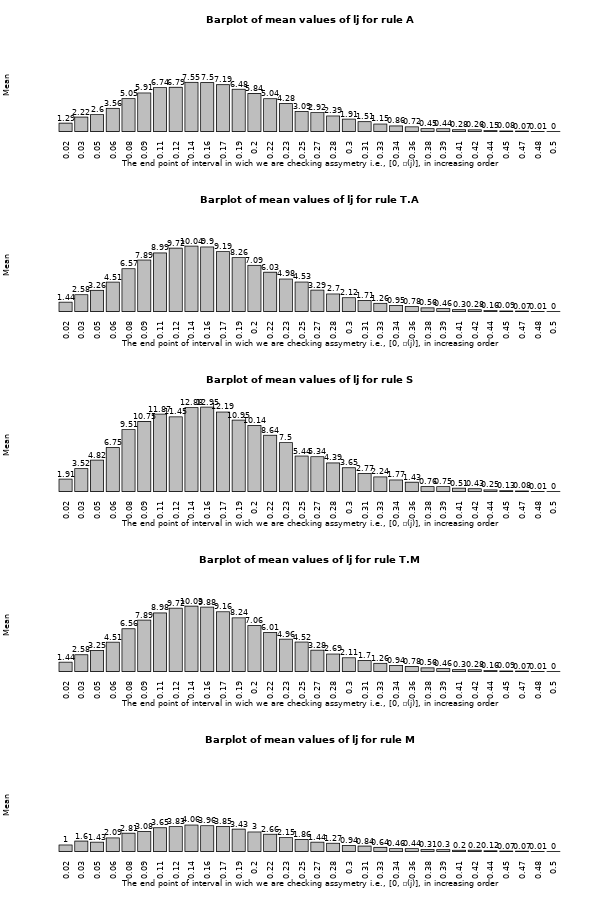 Barplot of mean values of lj for rule A
Mean
1.29 2.22 2.6 3.56 5.05 5.91 6.74 6.79 7.55 7.5 7.19 6.48 5.84 5.04 4.28 3.09 2.92 2.39 1.91 1.51 1.15 0.86 0.72 0.45 0.44 0.28 0.26 0.15 0.08 0.07 0.01 0
0.02 0.03 0.05 0.06 0.08 0.09 0.11 0.12 0.14 0.16 0.17 0.19 0.2 0.22 0.23 0.25 0.27 0.28 0.3 0.31 0.33 0.34 0.36 0.38 0.39 0.41 0.42 0.44 0.45 0.47 0.48 0.5
The end point of interval in wich we are checking assymetry i.e., [0, □(j)], in increasing order
Barplot of mean values of lj for rule T.A
Mean
1.44 2.58 3.26 4.51 6.57 7.89 8.99 9.72 10.04 9.9 9.19 8.26 7.09 6.03 4.98 4.53 3.29 2.7 2.12 1.71 1.26 0.95 0.78 0.56 0.46 0.3 0.28 0.16 0.09 0.07 0.01 0
0.02 0.03 0.05 0.06 0.08 0.09 0.11 0.12 0.14 0.16 0.17 0.19 0.2 0.22 0.23 0.25 0.27 0.28 0.3 0.31 0.33 0.34 0.36 0.38 0.39 0.41 0.42 0.44 0.45 0.47 0.48 0.5
The end point of interval in wich we are checking assymetry i.e., [0, □(j)], in increasing order
Barplot of mean values of lj for rule S
Mean
1.91 3.52 4.82 6.75 9.51 10.75 11.87 11.45 12.88 12.95 12.19 10.95 10.14 8.64 7.5 5.44 5.34 4.39 3.65 2.77 2.24 1.77 1.43 0.76 0.75 0.51 0.43 0.25 0.13 0.08 0.01 0
0.02 0.03 0.05 0.06 0.08 0.09 0.11 0.12 0.14 0.16 0.17 0.19 0.2 0.22 0.23 0.25 0.27 0.28 0.3 0.31 0.33 0.34 0.36 0.38 0.39 0.41 0.42 0.44 0.45 0.47 0.48 0.5
The end point of interval in wich we are checking assymetry i.e., [0, □(j)], in increasing order
Barplot of mean values of lj for rule T.M
Mean
1.44 2.58 3.25 4.51 6.56 7.89 8.98 9.71 10.03 9.88 9.16 8.24 7.06 6.01 4.96 4.52 3.28 2.69 2.11 1.7 1.26 0.94 0.78 0.56 0.46 0.3 0.28 0.16 0.09 0.07 0.01 0
0.02 0.03 0.05 0.06 0.08 0.09 0.11 0.12 0.14 0.16 0.17 0.19 0.2 0.22 0.23 0.25 0.27 0.28 0.3 0.31 0.33 0.34 0.36 0.38 0.39 0.41 0.42 0.44 0.45 0.47 0.48 0.5
The end point of interval in wich we are checking assymetry i.e., [0, □(j)], in increasing order
Barplot of mean values of lj for rule M
Mean
1 1.6 1.43 2.09 2.81 3.08 3.65 3.83 4.06 3.96 3.85 3.43 3 2.66 2.15 1.86 1.44 1.27 0.94 0.84 0.64 0.46 0.44 0.31 0.3 0.2 0.2 0.12 0.07 0.07 0.01 0
0.02 0.03 0.05 0.06 0.08 0.09 0.11 0.12 0.14 0.16 0.17 0.19 0.2 0.22 0.23 0.25 0.27 0.28 0.3 0.31 0.33 0.34 0.36 0.38 0.39 0.41 0.42 0.44 0.45 0.47 0.48 0.5
The end point of interval in wich we are checking assymetry i.e., [0, □(j)], in increasing order